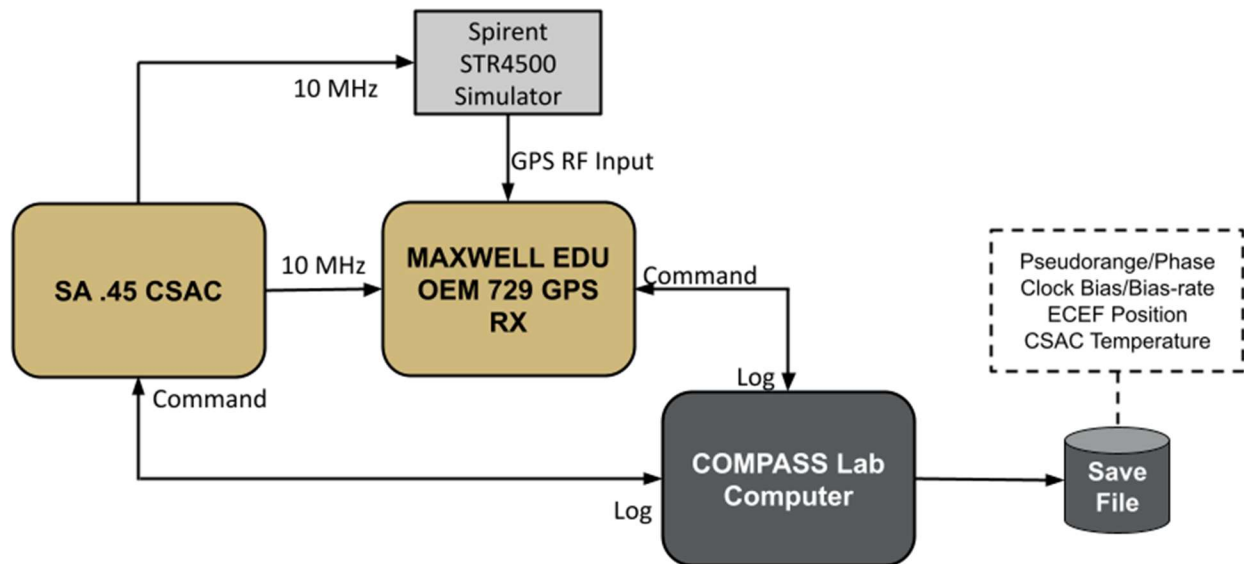 Spirent
STR4500
Simulator
10 MHz
GPS RF Input
SA .45 CSAC
10 MHz
MAXWELL EDU
OEM 729 GPS
RX
Command
Log
Command
Log
COMPASS Lab
Computer
Pseudorange/Phase
Clock Bias/Bias-rate
ECEF Position
CSAC Temperature
Save
File